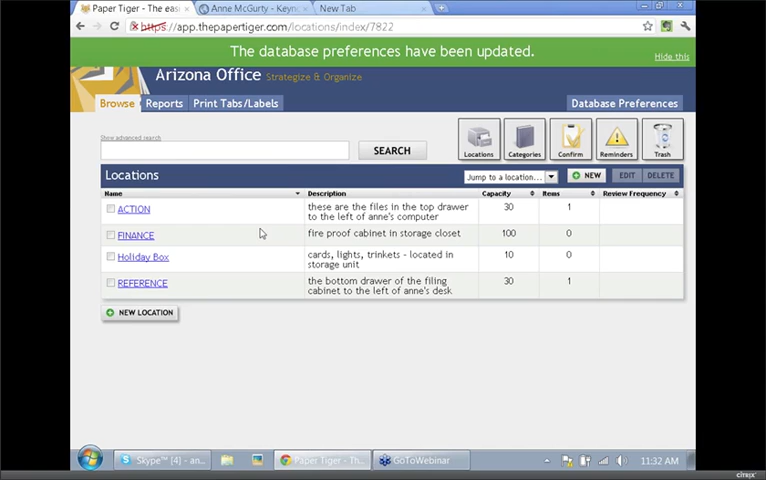 Paper Tiger - The easi
Anne McGurty - Keyn
New Tab
https://app.thepapertiger.com/locations/index/7822
The database preferences have been updated.
Hide this
Arizona Office Strategize & Organize
Browse
Reports
Print Tabs/Labels
Database Preferences
Show advanced search
SEARCH
Locations
Categories
Confirm
Reminders
Trash
Locations
Jump to a location...
NEW
EDIT
DELETE
Name
Description
Capacity
Items
Review Frequency
ACTION
these are the files in the top drawer
to the left of anne's computer
30
1
FINANCE
fire proof cabinet in storage closet
100
0
Holiday Box
cards, lights, trinkets - located in
storage unit
10
0
REFERENCE
the bottom drawer of the filing
cabinet to the left of anne's desk
30
1
NEW LOCATION
Skype™ [4] - an...
Paper Tiger - Th...
GoToWebinar
11:32 AM
CITRIX